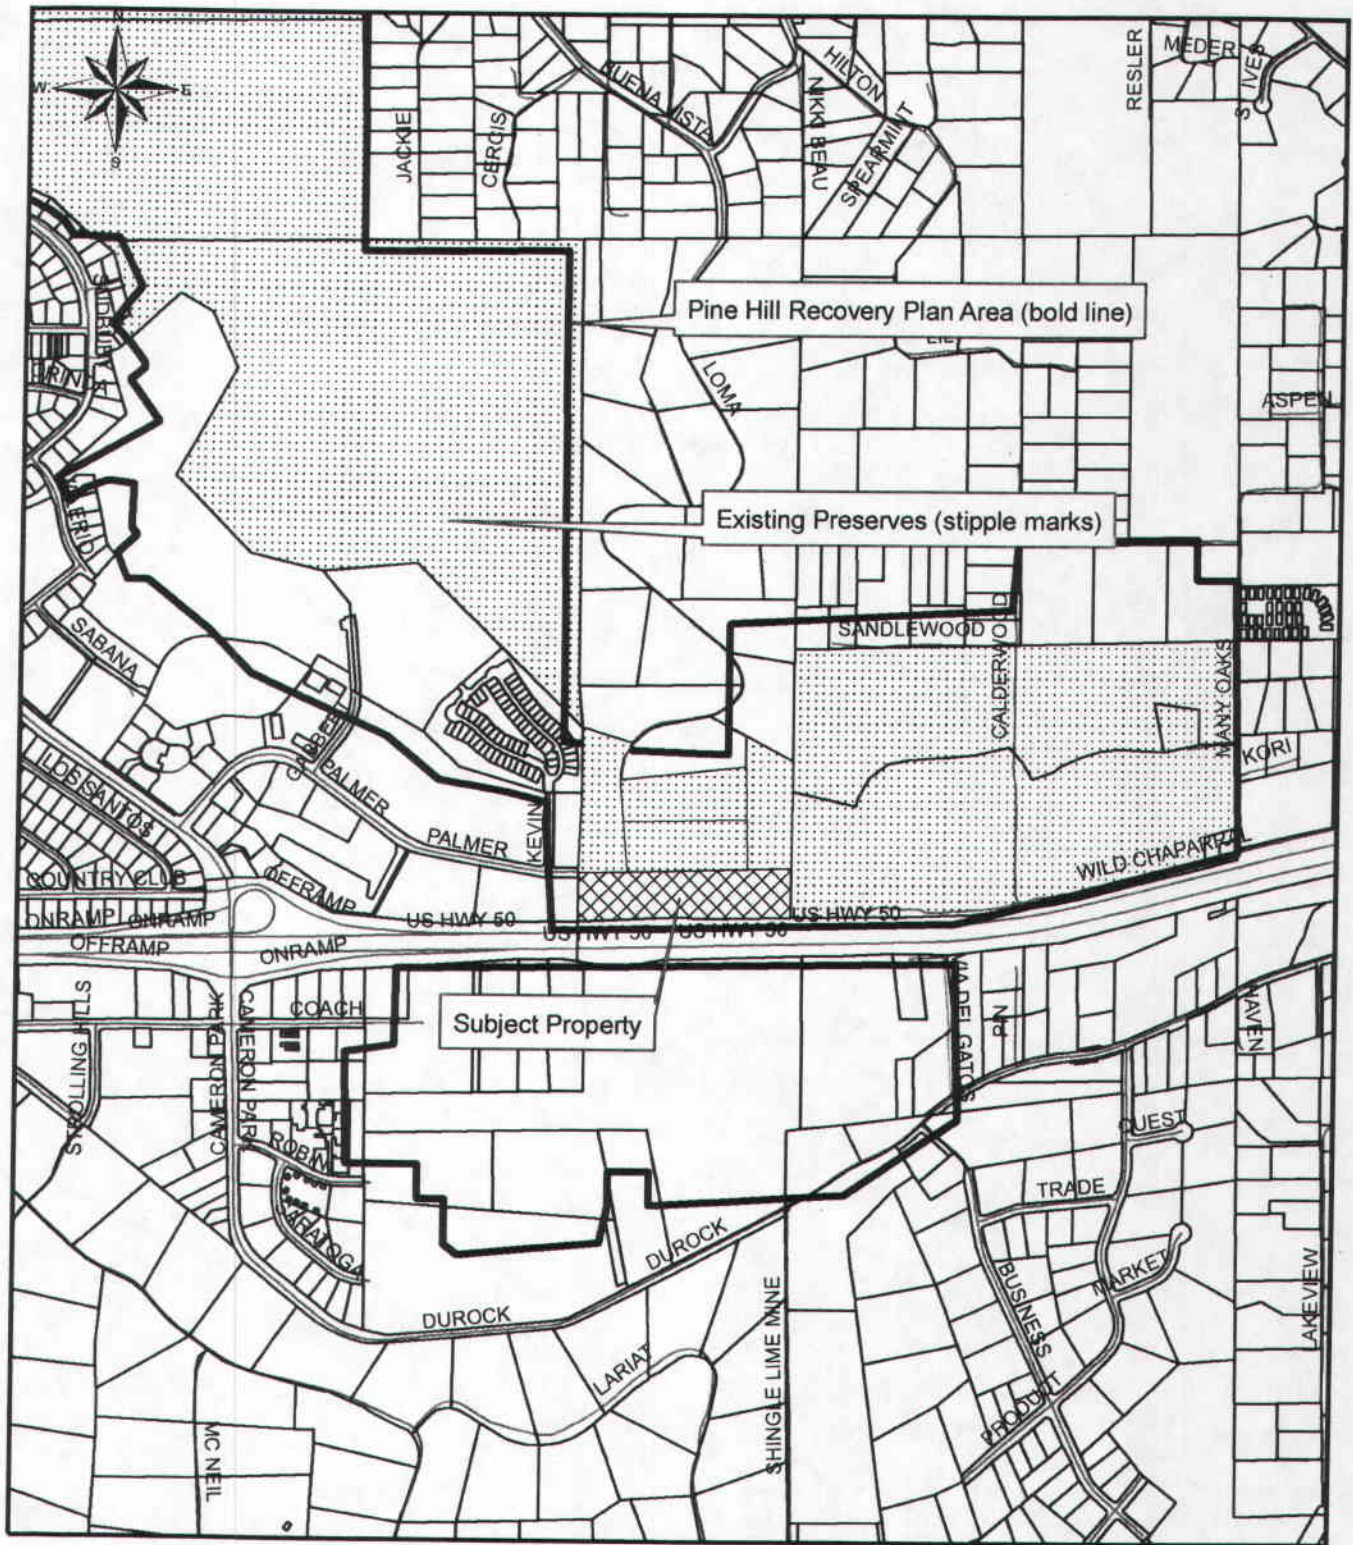 N
W
E
S
JACKIE
CERCIS
BUENA VISTA
HILTON
NIKKI BEAU
SPEARMINT
RESLER
MEDER
S IVES
Pine Hill Recovery Plan Area (bold line)
LOMA
ASPEN
Existing Preserves (stipple marks)
SANDLEWOOD
CALDERWOOD
MANY OAKS
KORI
SABANA
LOS SANTOS
PALMER
PALMER
KEVIN
WILD CHAPARRAL
COUNTRY CLUB
OFFRAMP
ONRAMP
ONRAMP
US HWY 50
US HWY 50
US HWY 50
US HWY 50
OFFRAMP
ONRAMP
Subject Property
COACH
STROLLING HILLS
CAMERON PARK
CAMERON PARK
PIN
HAVEN
ROBIN
SARATOGA
QUEST
TRADE
DUROCK
DUROCK
MARKET
BUSINESS
LAKEVIEW
LARIAT
SHINGLE LIME MINE
PRODUCT
MC NEIL